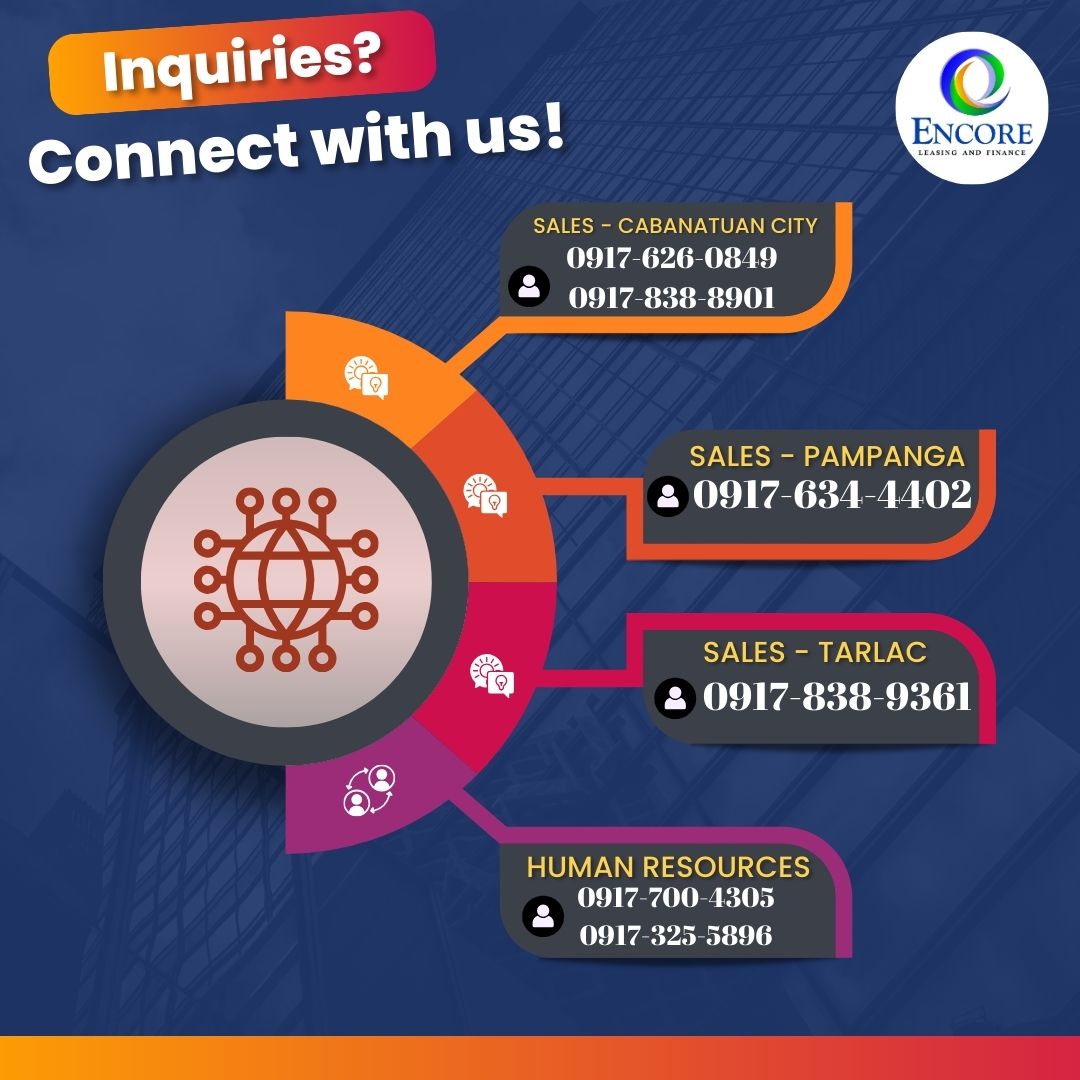 Inquiries?
Connect with us!
ENCORE
LEASING AND FINANCE
SALES - CABANATUAN CITY
0917-626-0849
0917-838-8901
SALES - PAMPANGA
0917-634-4402
SALES - TARLAC
0917-838-9361
HUMAN RESOURCES
0917-700-4305
0917-325-5896